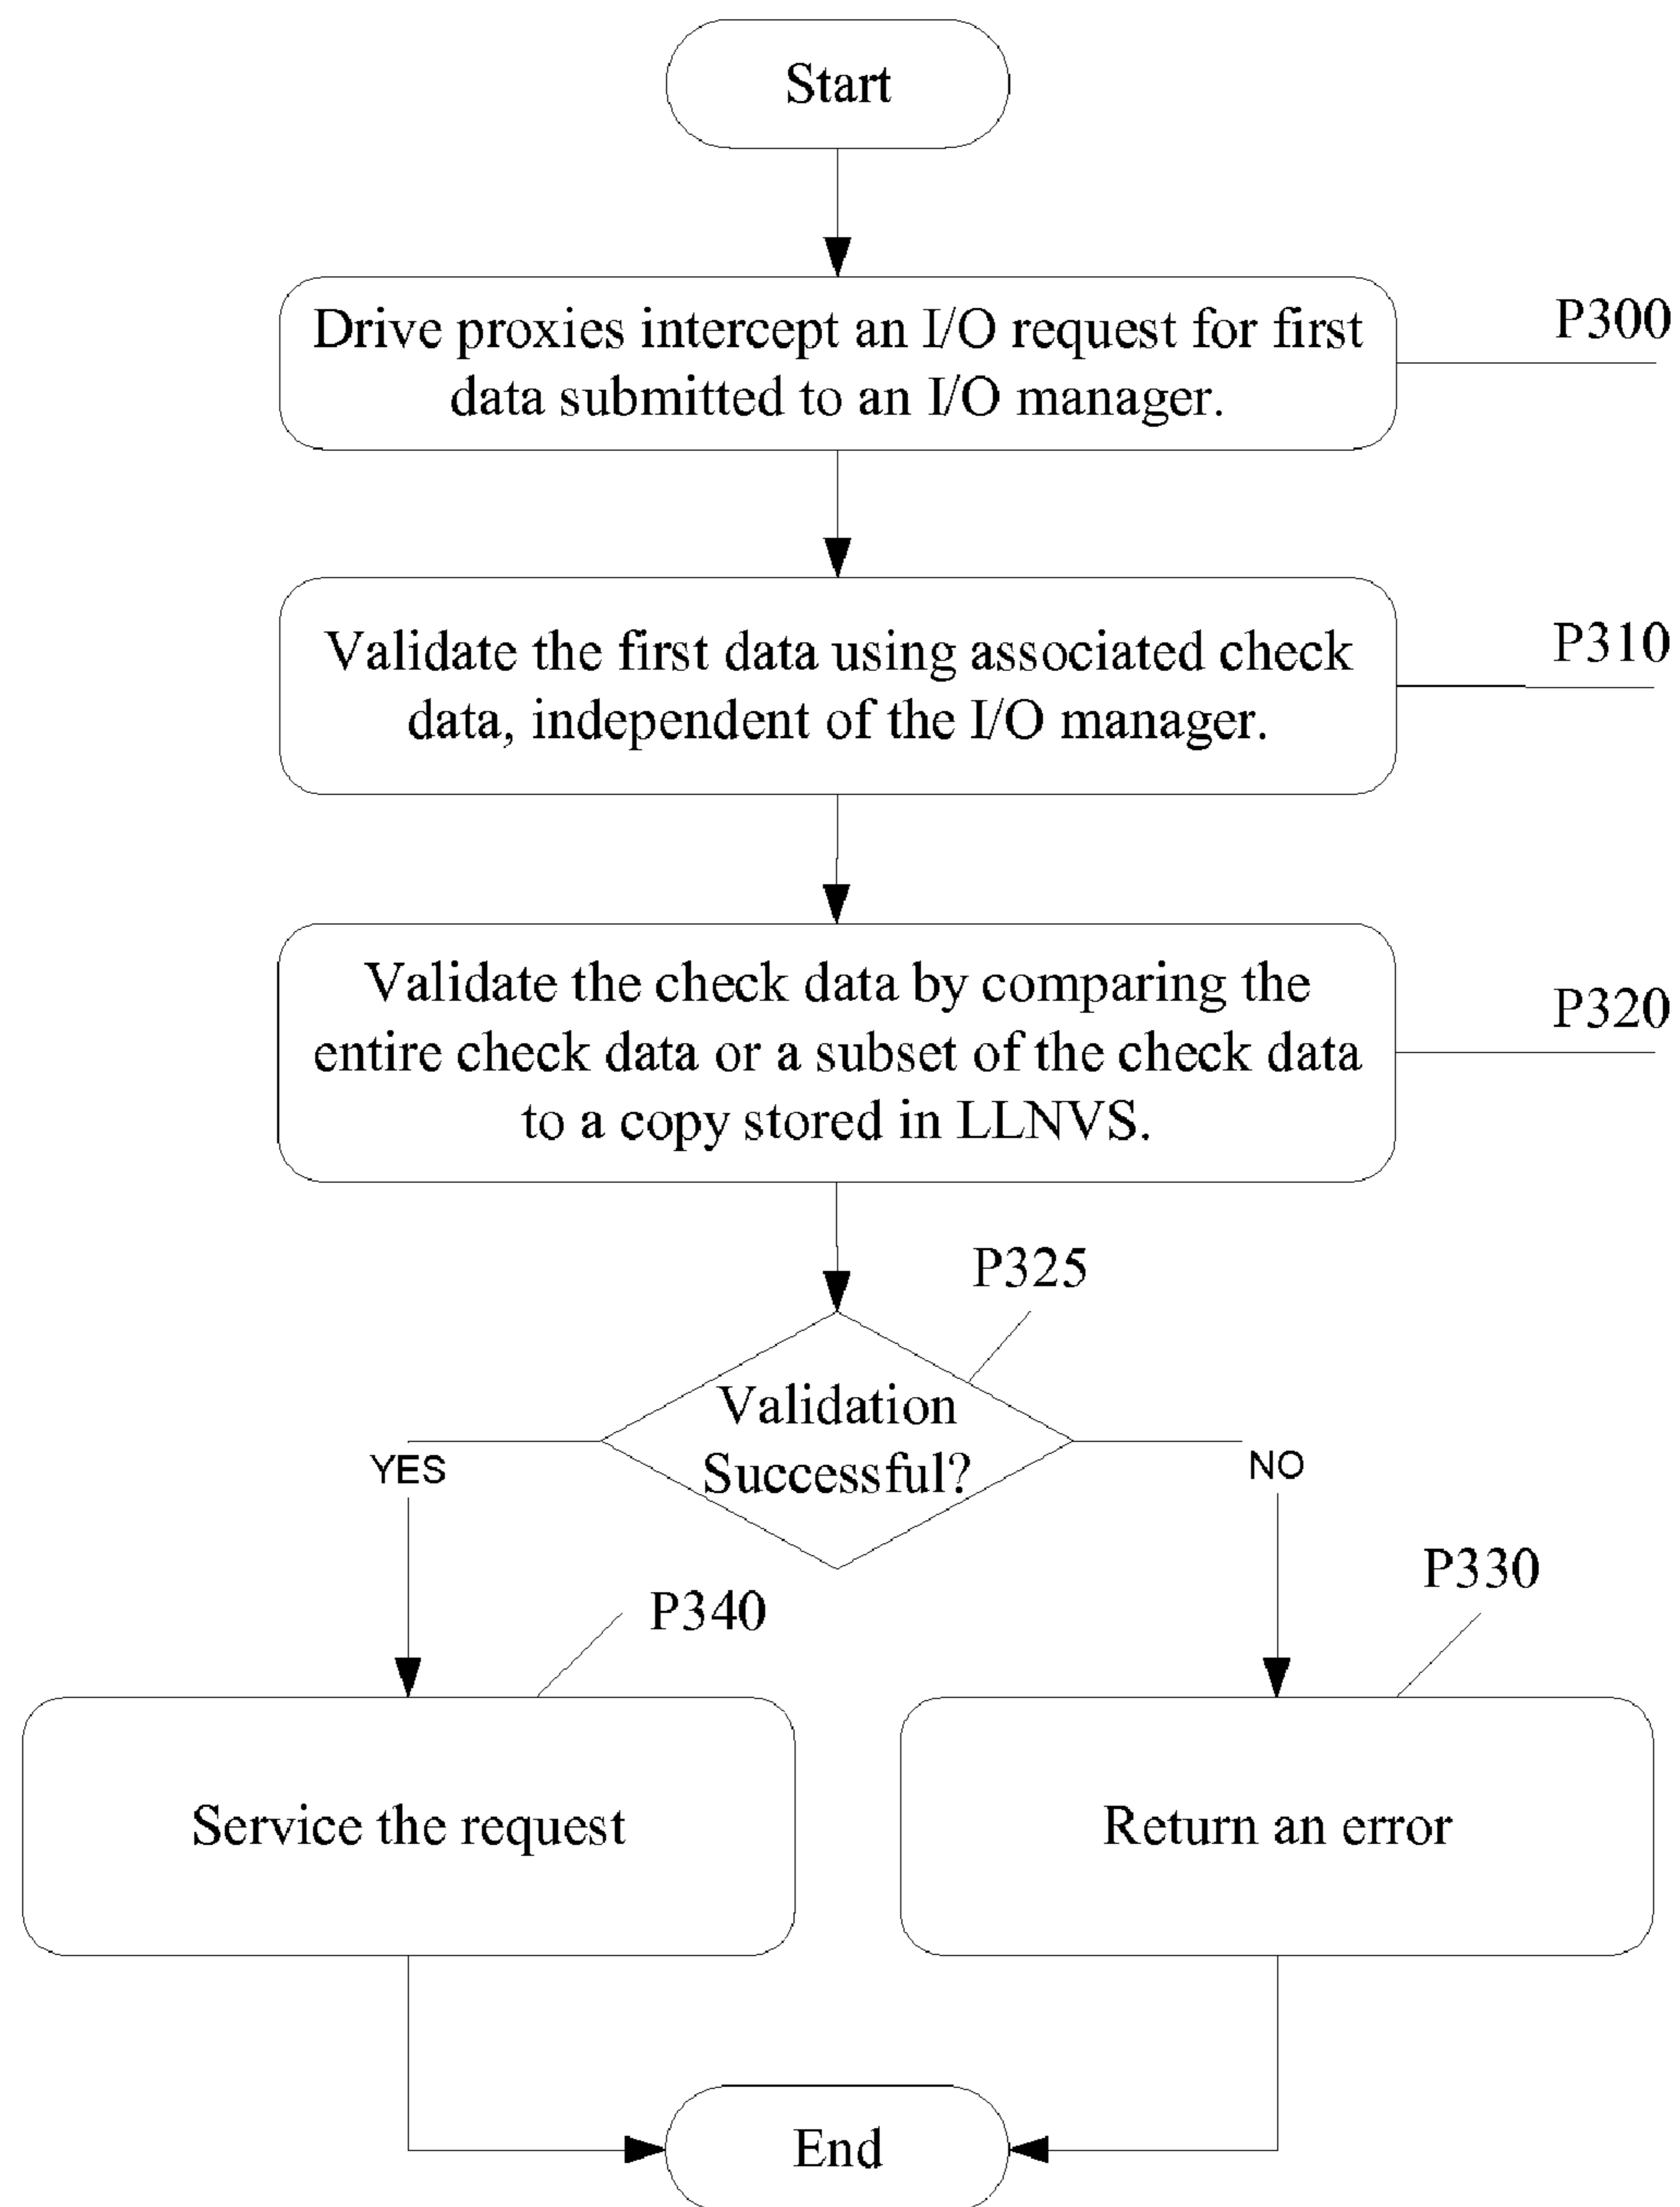 Start
Drive proxies intercept an I/O request for first
data submitted to an I/O manager.
P300
Validate the first data using associated check
data, independent of the I/O manager.
P310
Validate the check data by comparing the
entire check data or a subset of the check data
to a copy stored in LLNVS.
P320
P325
Validation
Successful?
YES
NO
P340
P330
Service the request
Return an error
End